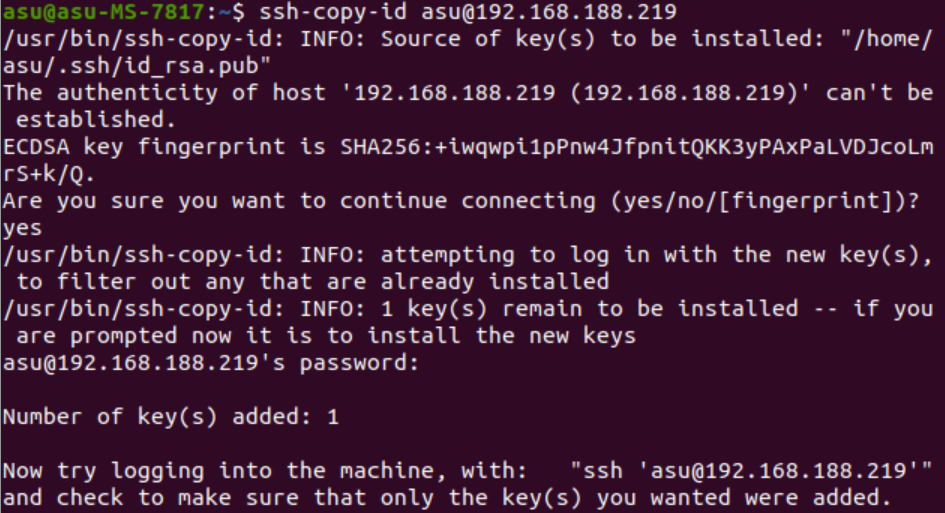 asu@asu-MS-7817:~$ ssh-copy-id asu@192.168.188.219
/usr/bin/ssh-copy-id: INFO: Source of key(s) to be installed: "/home/
asu/.ssh/id_rsa.pub"
The authenticity of host '192.168.188.219 (192.168.188.219)' can't be
 established.
ECDSA key fingerprint is SHA256:+iwqwpi1pPnw4JfpnitQKK3yPAxPaLVDJcoLm
rS+k/Q.
Are you sure you want to continue connecting (yes/no/[fingerprint])?
yes
/usr/bin/ssh-copy-id: INFO: attempting to log in with the new key(s),
 to filter out any that are already installed
/usr/bin/ssh-copy-id: INFO: 1 key(s) remain to be installed -- if you
 are prompted now it is to install the new keys
asu@192.168.188.219's password:

Number of key(s) added: 1

Now try logging into the machine, with:   "ssh 'asu@192.168.188.219'"
and check to make sure that only the key(s) you wanted were added.